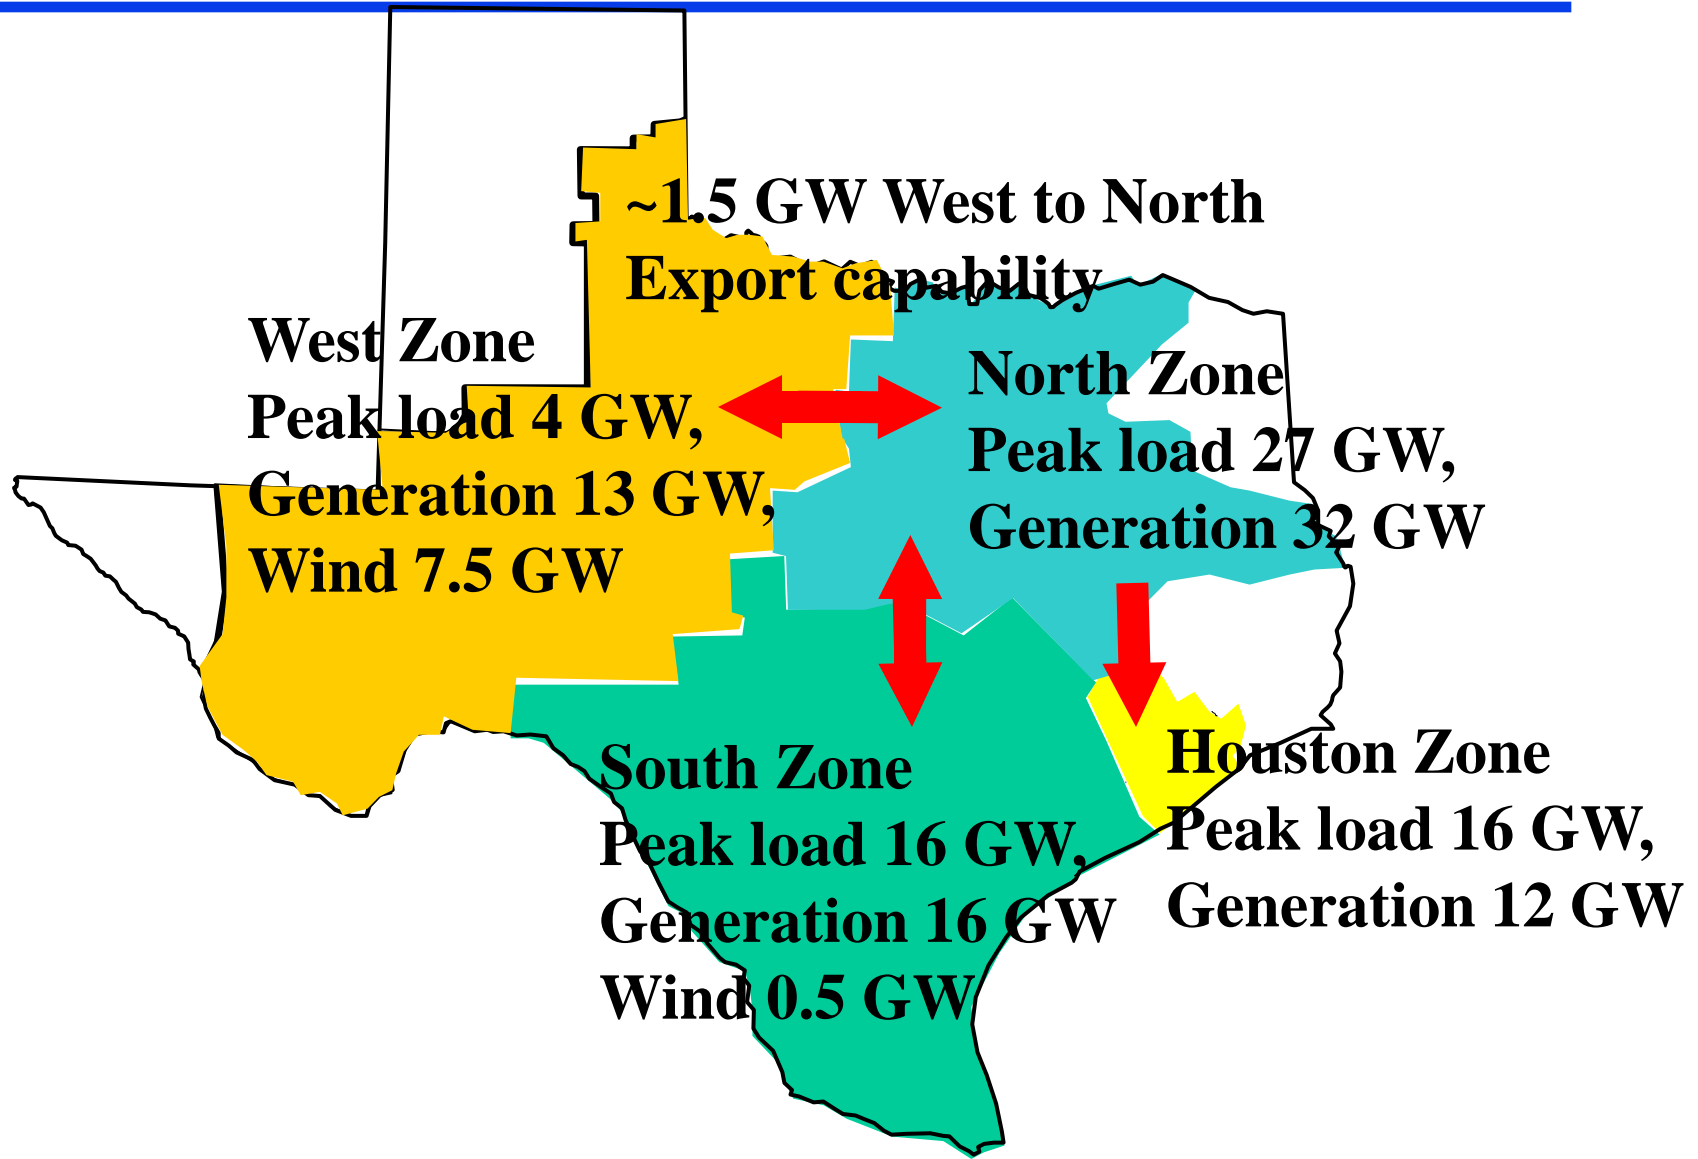 ~1.5 GW West to North
Export capability
West Zone
Peak load 4 GW,
Generation 13 GW,
Wind 7.5 GW
North Zone
Peak load 27 GW,
Generation 32 GW
South Zone
Peak load 16 GW,
Generation 16 GW
Wind 0.5 GW
Houston Zone
Peak load 16 GW,
Generation 12 GW